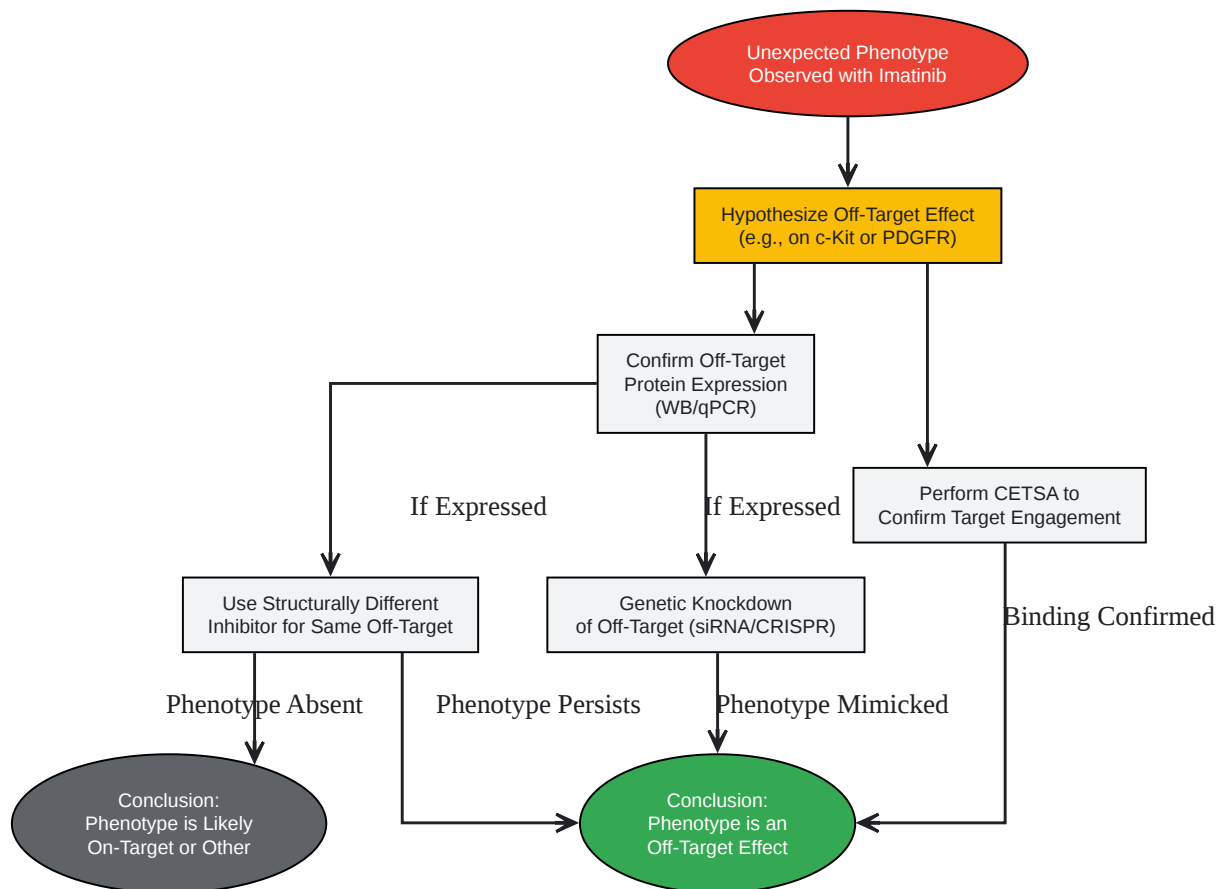 Unexpected Phenotype
Observed with Imatinib
Hypothesize Off-Target Effect
(e.g., on c-Kit or PDGFR)
Confirm Off-Target
Protein Expression
(WB/qPCR)
If Expressed
If Expressed
Perform CETSA to
Confirm Target Engagement
Use Structurally Different
Inhibitor for Same Off-Target
Genetic Knockdown
of Off-Target (siRNA/CRISPR)
Binding Confirmed
Phenotype Absent
Phenotype Persists
Phenotype Mimicked
Conclusion:
Phenotype is Likely
On-Target or Other
Conclusion:
Phenotype is an
Off-Target Effect